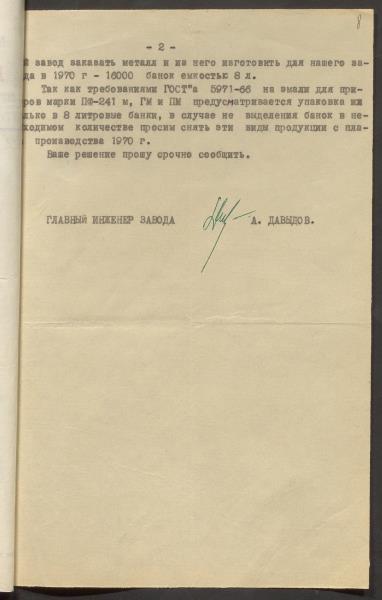 8
- 2 -
й завод заказать металл и из него изготовить для нашего за-
да в 1970 г - 16000 банок емкостью 8 л.
Так как требованиями ГОСТ"а 5971-66 на эмали для при-
ров марки ПФ-241 м, ГМ и ПМ предусматривается упаковка их
лько в 8 литровые банки, в случае не выделения банок в не-
ходимом количестве просим снять эти виды продукции с пла-
производства 1970 г.
Ваше решение прошу срочно сообщить.
ГЛАВНЫЙ ИНЖЕНЕР ЗАВОДА А. ДАВЫДОВ.